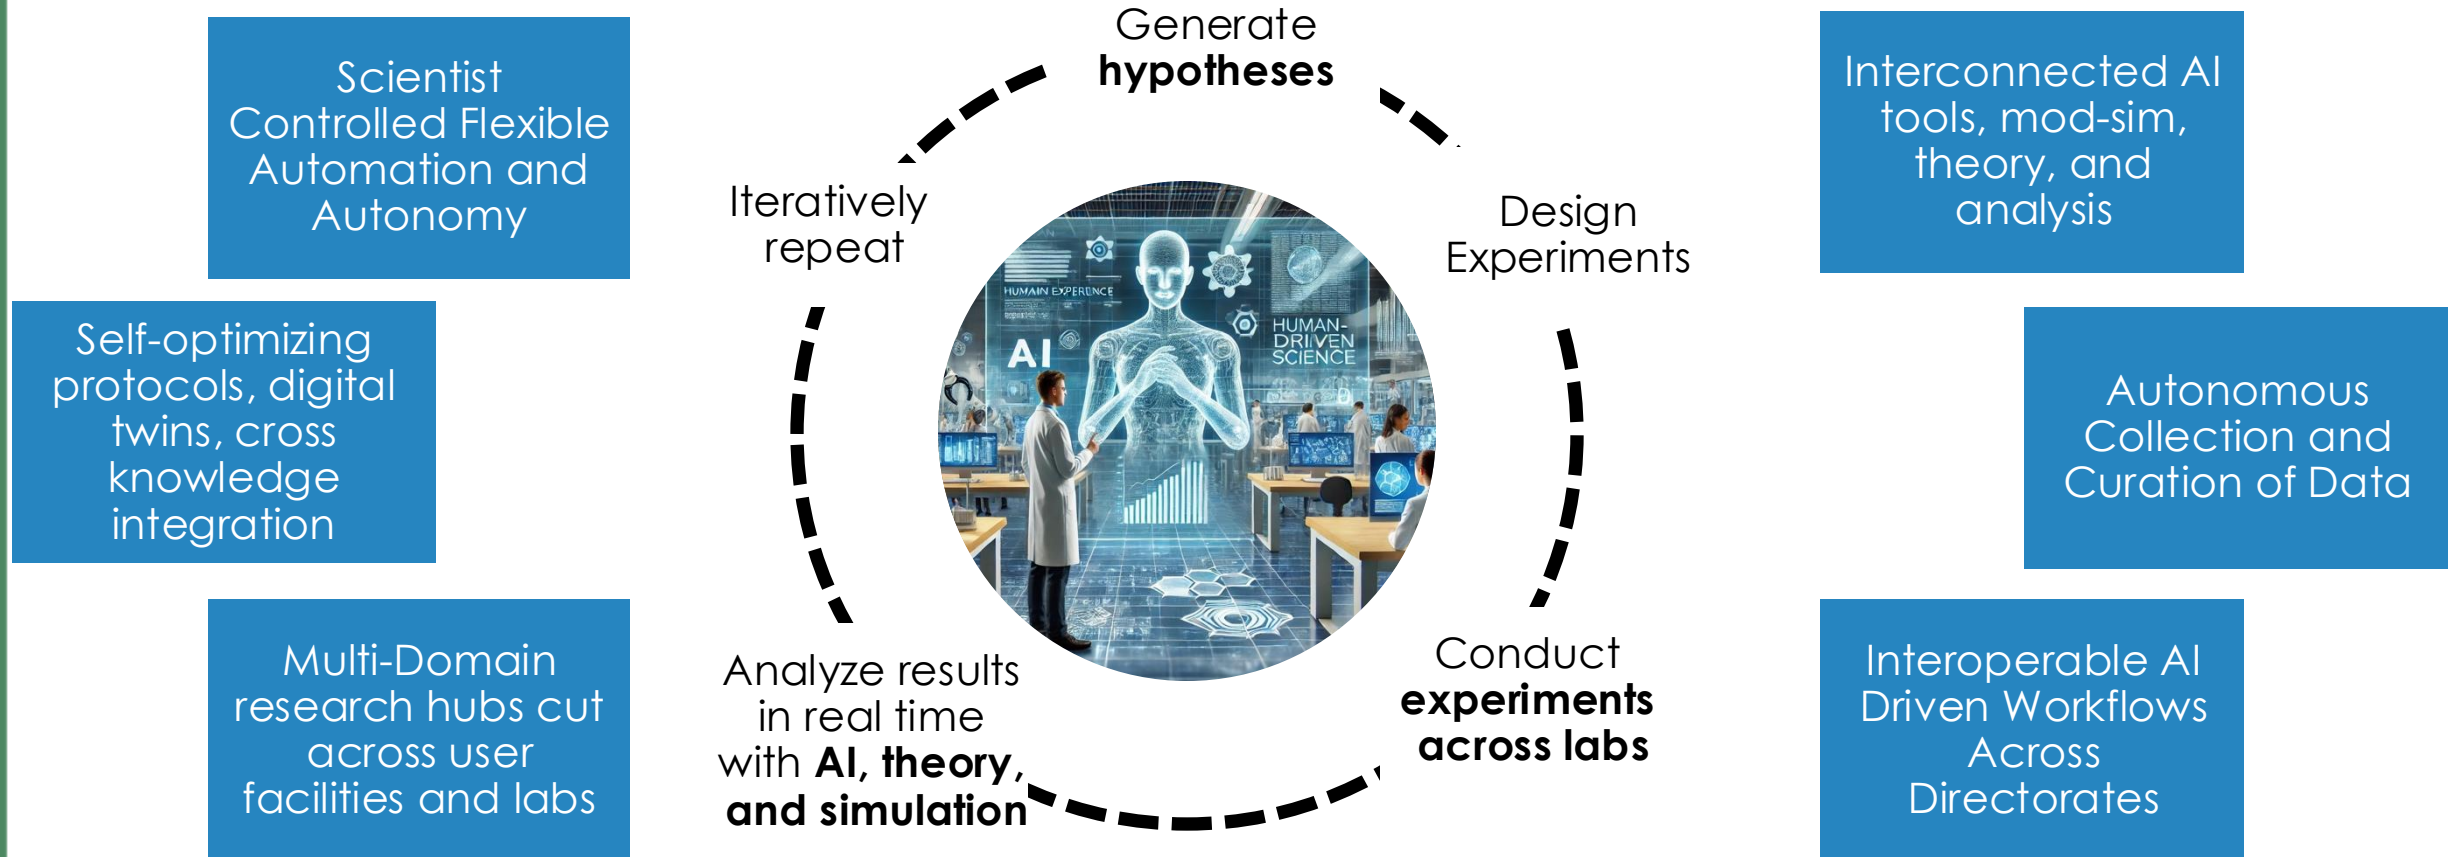 Generate
hypotheses
Scientist
Controlled Flexible
Automation and
Autonomy
Interconnected AI
tools, mod-sim,
theory, and
analysis
Iteratively
repeat
Design
Experiments
HUMAIN EXPERENCE
HUMAN-
DRIVEN
SCIENCE
AI
Self-optimizing
protocols, digital
twins, cross
knowledge
integration
Autonomous
Collection and
Curation of Data
Analyze results
in real time
with AI, theory,
and simulation
Conduct
experiments
across labs
Multi-Domain
research hubs cut
across user
facilities and labs
Interoperable AI
Driven Workflows
Across
Directorates